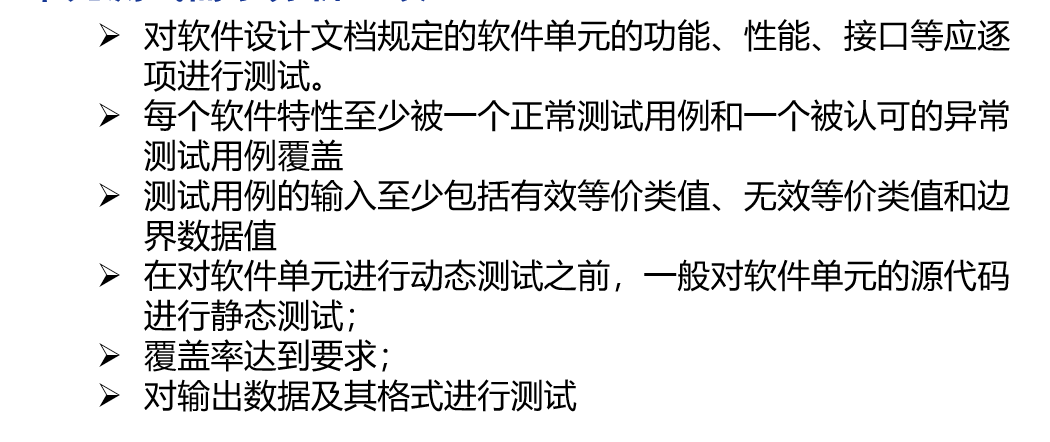 ➢ 对软件设计文档规定的软件单元的功能、性能、接口等应逐
项进行测试。
➢ 每个软件特性至少被一个正常测试用例和一个被认可的异常
测试用例覆盖
➢ 测试用例的输入至少包括有效等价类值、无效等价类值和边
界数据值
➢ 在对软件单元进行动态测试之前，一般对软件单元的源代码
进行静态测试；
➢ 覆盖率达到要求；
➢ 对输出数据及其格式进行测试